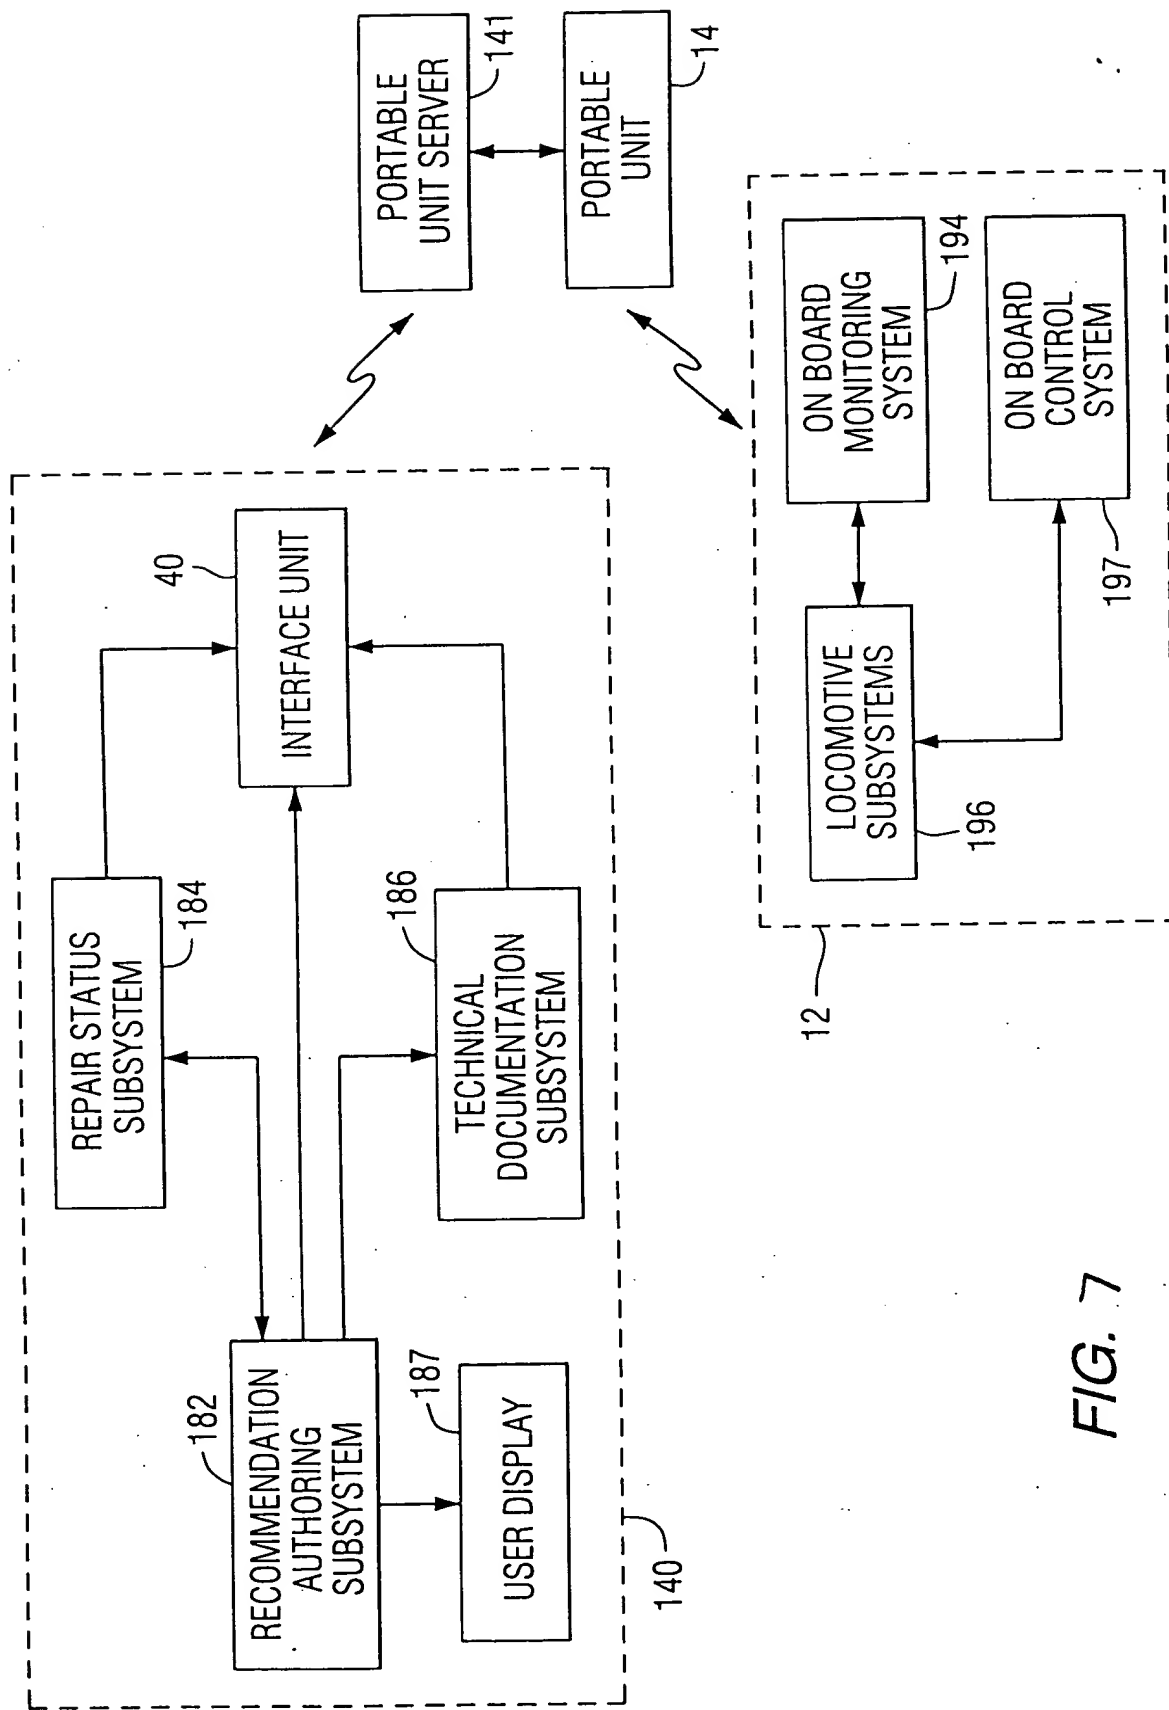 REPAIR STATUS
SUBSYSTEM
184
40
INTERFACE UNIT
182
RECOMMENDATION
AUTHORING
SUBSYSTEM
187
USER DISPLAY
186
TECHNICAL
DOCUMENTATION
SUBSYSTEM
140
PORTABLE
UNIT SERVER
141
PORTABLE
UNIT
14
12
LOCOMOTIVE
SUBSYSTEMS
196
ON BOARD
MONITORING
SYSTEM
194
ON BOARD
CONTROL
SYSTEM
197
FIG. 7